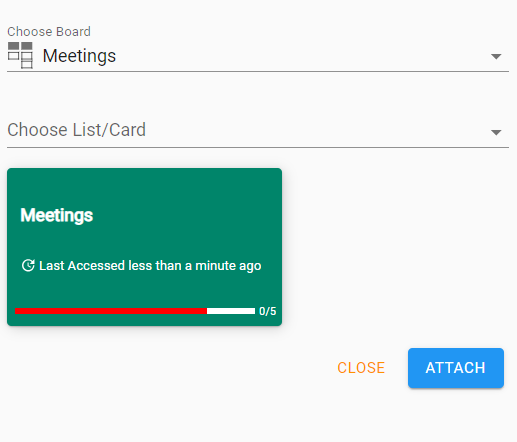 Choose Board
Meetings
Choose List/Card
Meetings
Last Accessed less than a minute ago
0/5
CLOSE
ATTACH